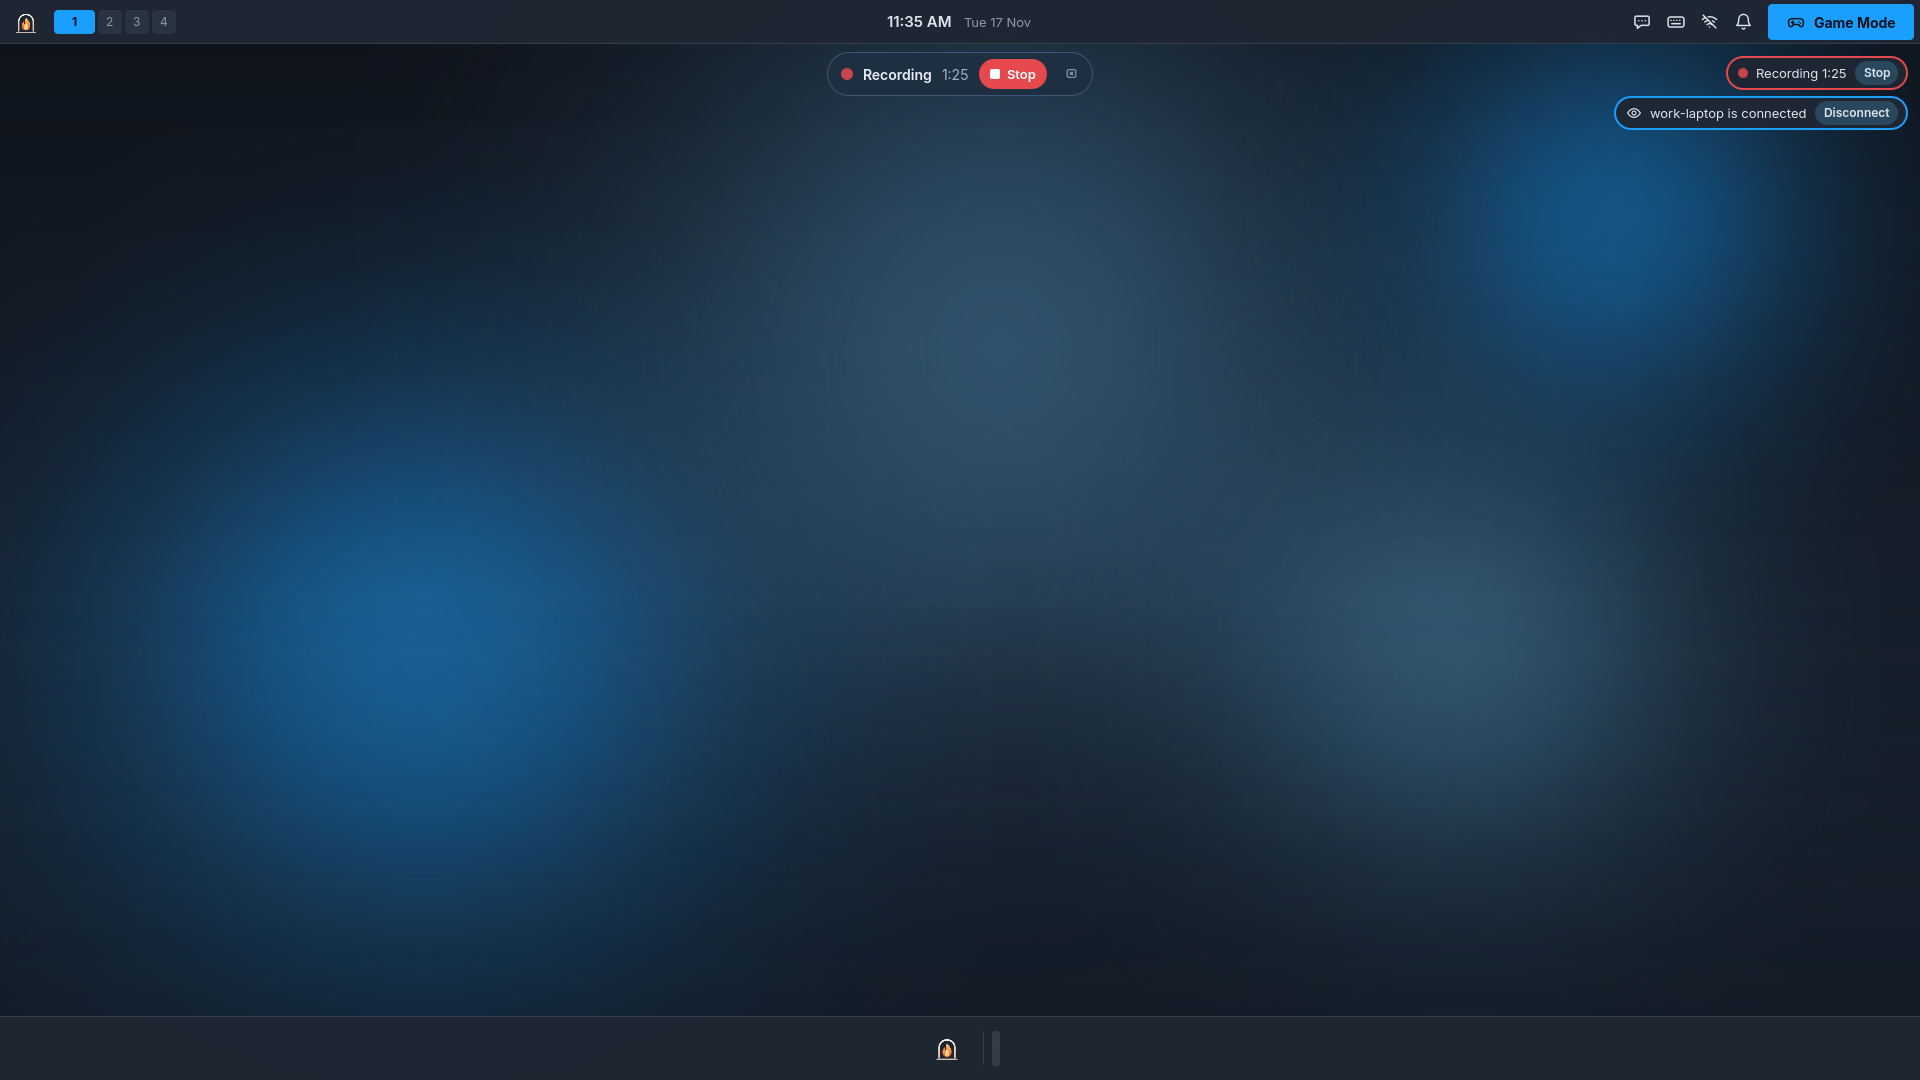 1 2 3 4
11:35 AM Tue 17 Nov
Game Mode
Recording 1:25 Stop
Recording 1:25 Stop
work-laptop is connected Disconnect